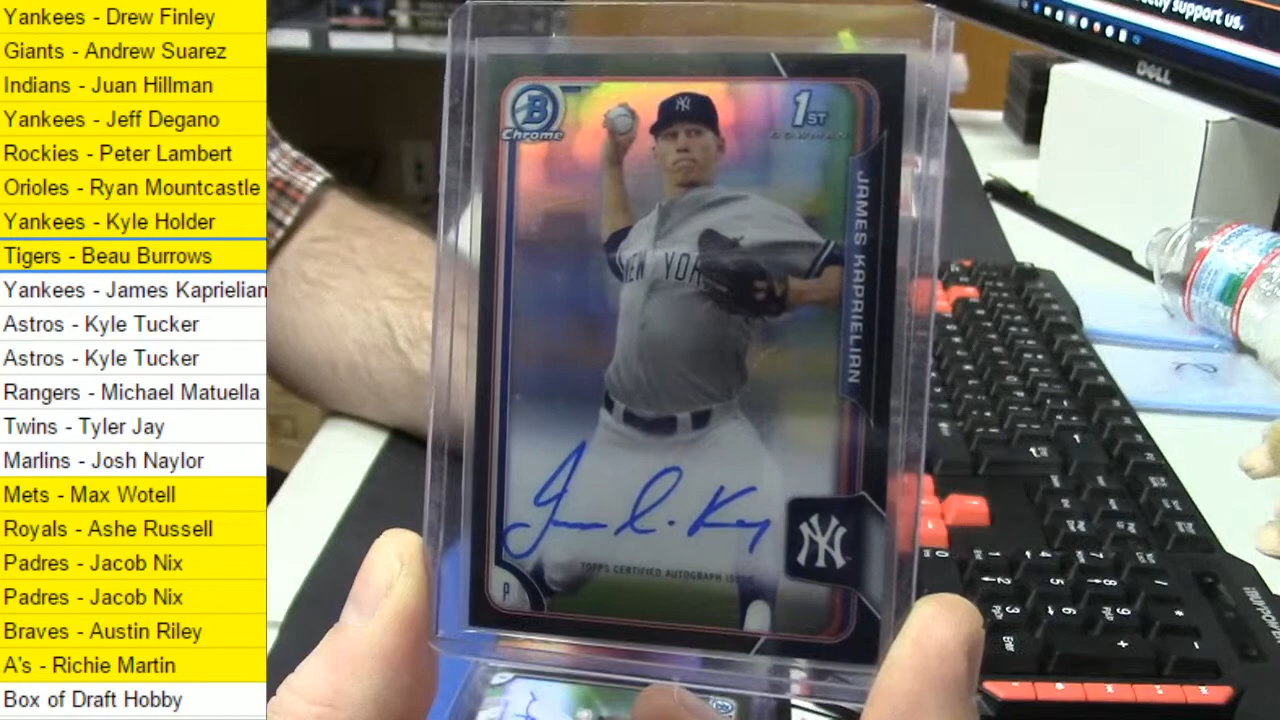 Yankees - Drew Finley
Giants - Andrew Suarez
Indians - Juan Hillman
Yankees - Jeff Degano
Rockies - Peter Lambert
Orioles - Ryan Mountcastle
Yankees - Kyle Holder
Tigers - Beau Burrows
Yankees - James Kaprielian
Astros - Kyle Tucker
Astros - Kyle Tucker
Rangers - Michael Matuella
Twins - Tyler Jay
Marlins - Josh Naylor
Mets - Max Wotell
Royals - Ashe Russell
Padres - Jacob Nix
Padres - Jacob Nix
Braves - Austin Riley
A's - Richie Martin
Box of Draft Hobby
B
Chrome
1ST
BOWMAN
JAMES KAPRIELIAN
NY
NEW YORK
TOPPS CERTIFIED AUTOGRAPH ISSUE
NY
P
support us.
DELL